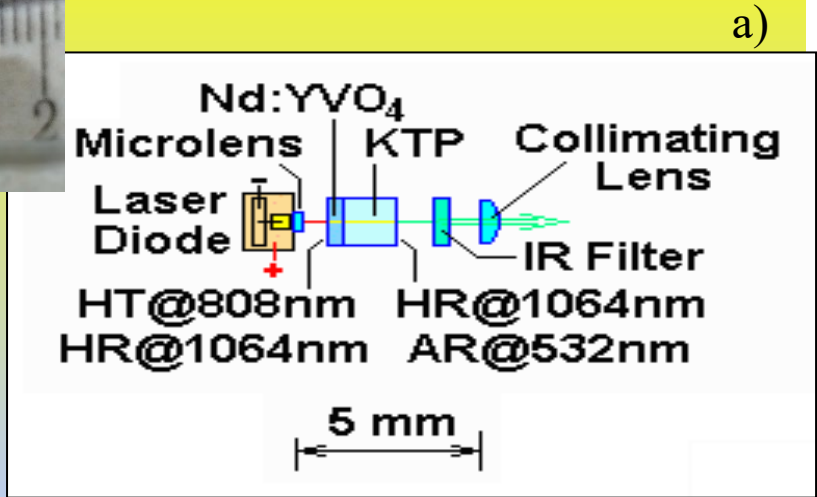 a)
2
Nd:YVO₄
Microlens KTP Collimating
Lens
Laser
Diode
-
+
IR Filter
HT@808nm HR@1064nm
HR@1064nm AR@532nm
5 mm